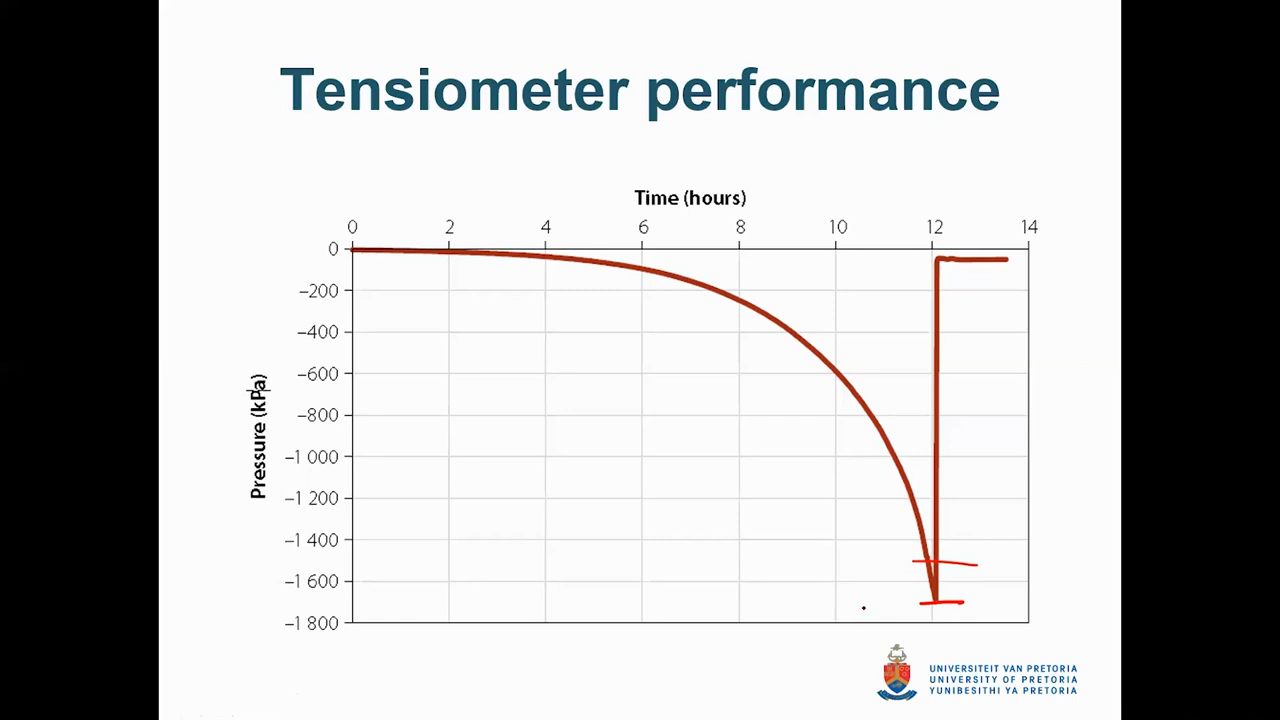 Tensiometer performance
Time (hours)
0 2 4 6 8 10 12 14
0
–200
–400
–600
–800
–1 000
–1 200
–1 400
–1 600
–1 800
Pressure (kPa)
UNIVERSITEIT VAN PRETORIA
UNIVERSITY OF PRETORIA
YUNIBESITHI YA PRETORIA